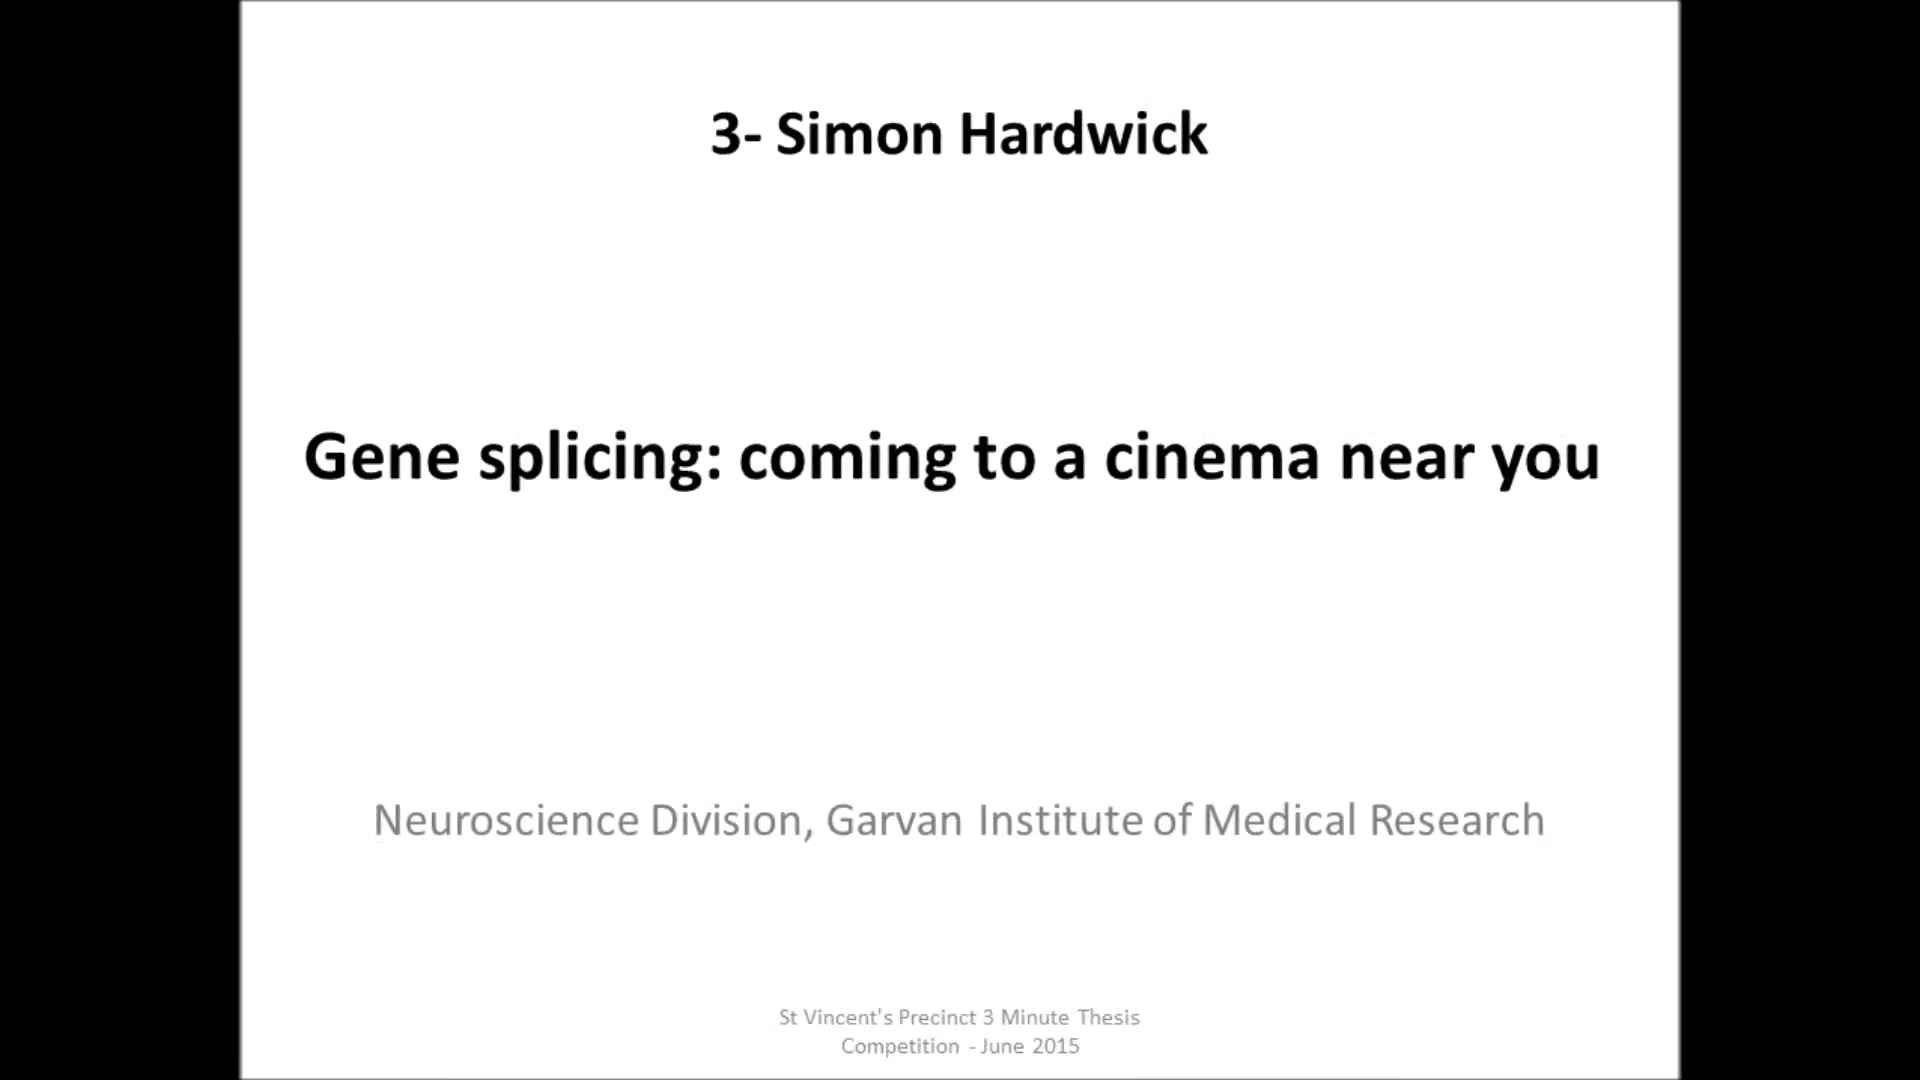 3- Simon Hardwick
Gene splicing: coming to a cinema near you
Neuroscience Division, Garvan Institute of Medical Research
St Vincent's Precinct 3 Minute Thesis
Competition - June 2015